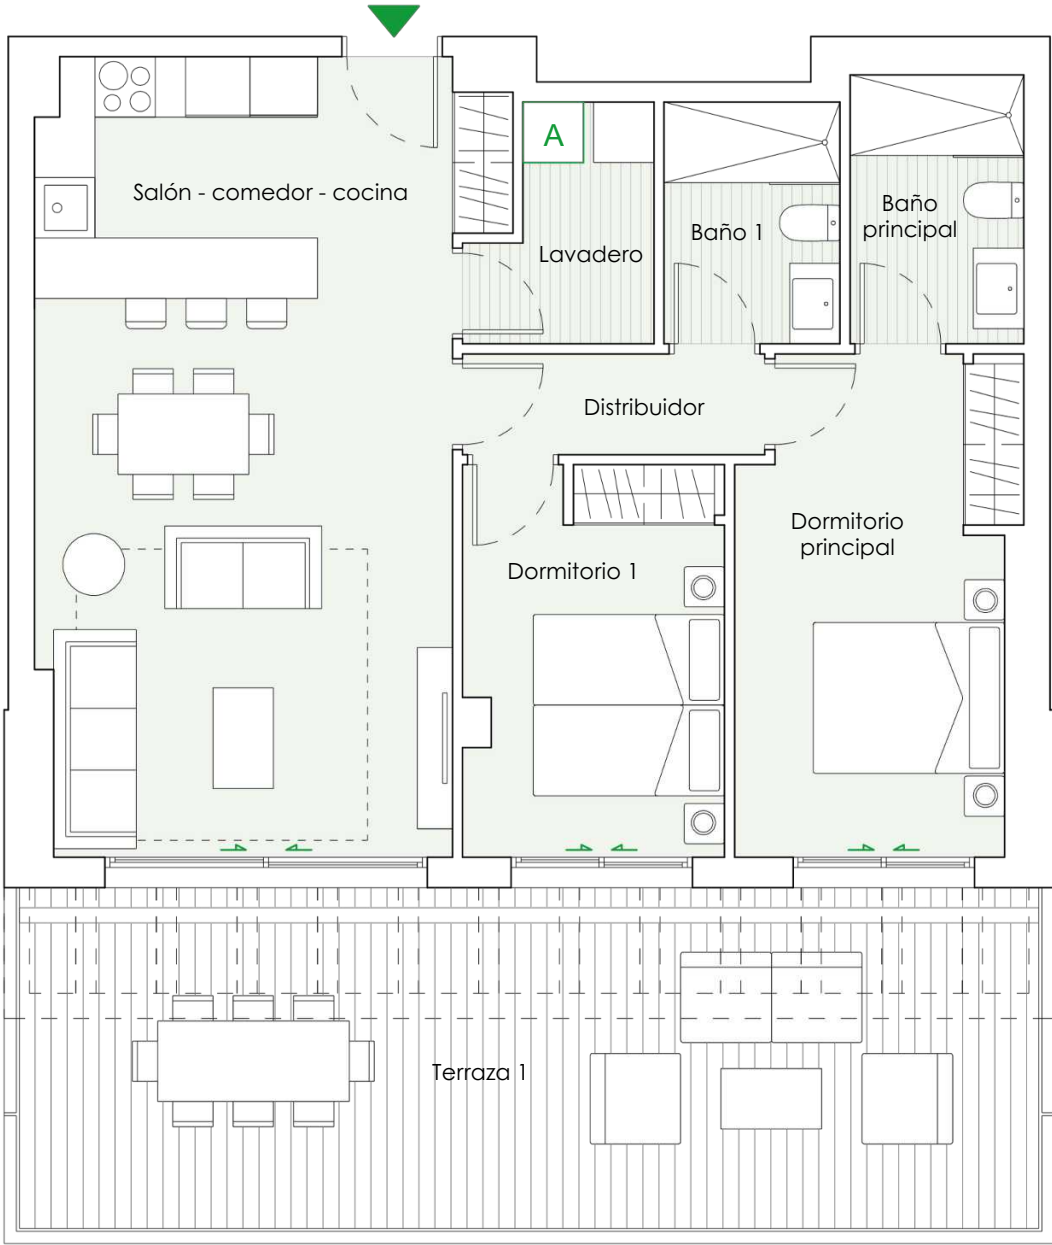 A
Salón - comedor - cocina
Lavadero
Baño 1
Baño
principal
Distribuidor
Dormitorio 1
Dormitorio
principal
Terraza 1